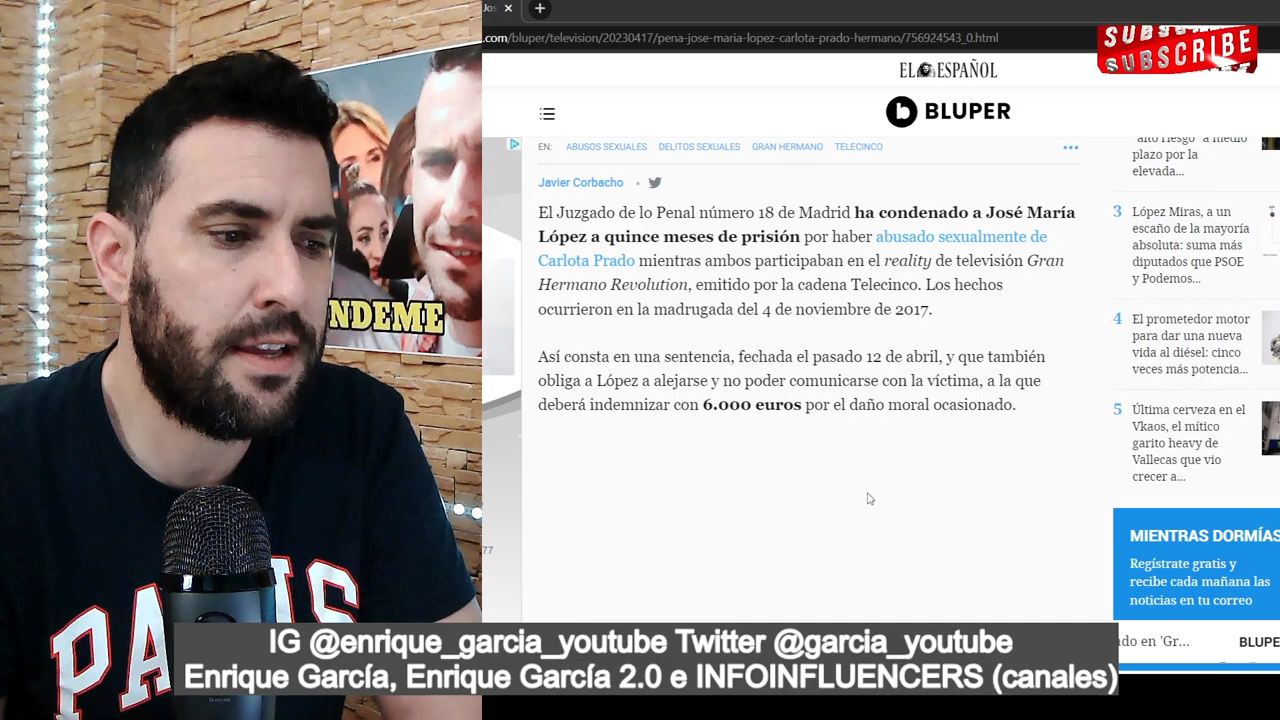 .com/bluper/television/20230417/pena-jose-maria-lopez-carlota-prado-hermano/756924543_0.html
SUBSCRIBE
SUBSCRIBE
EL ESPAÑOL
BLUPER
EN: ABUSOS SEXUALES DELITOS SEXUALES GRAN HERMANO TELECINCO
Javier Corbacho
El Juzgado de lo Penal número 18 de Madrid ha condenado a José María
López a quince meses de prisión por haber abusado sexualmente de
Carlota Prado mientras ambos participaban en el reality de televisión Gran
Hermano Revolution, emitido por la cadena Telecinco. Los hechos
ocurrieron en la madrugada del 4 de noviembre de 2017.
Así consta en una sentencia, fechada el pasado 12 de abril, y que también
obliga a López a alejarse y no poder comunicarse con la víctima, a la que
deberá indemnizar con 6.000 euros por el daño moral ocasionado.
"alto riesgo" a medio
plazo por la
elevada...
3 López Miras, a un
escaño de la mayoría
absoluta: suma más
diputados que PSOE
y Podemos...
4 El prometedor motor
para dar una nueva
vida al diésel: cinco
veces más potencia...
5 Última cerveza en el
Vkaos, el mítico
garito heavy de
Vallecas que vio
crecer a...
MIENTRAS DORMÍAS
Regístrate gratis y
recibe cada mañana las
noticias en tu correo
do en 'Gr... BLUPER
77
NDEME
PARIS
IG @enrique_garcia_youtube Twitter @garcia_youtube
Enrique García, Enrique García 2.0 e INFOINFLUENCERS (canales)